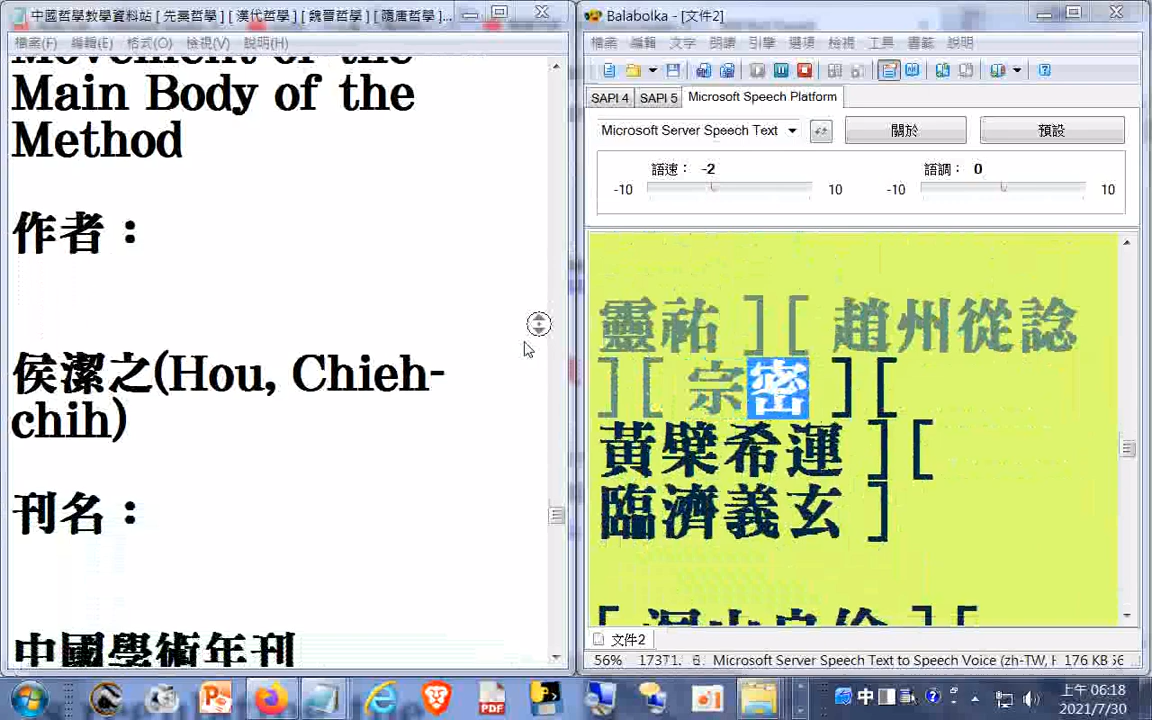 中國哲學教學資料站 [ 先秦哲學 ] [ 漢代哲學 ] [ 魏晉哲學 ] [ 隋唐哲學 ]...
檔案(F) 編輯(E) 格式(O) 檢視(V) 說明(H)
Movement of the
Main Body of the
Method
作者：
侯潔之(Hou, Chieh-
chih)
刊名：
中國學術年刊
Balabolka - [文件2]
檔案 編輯 文字 朗讀 引擎 選項 檢視 工具 書籤 說明
SAPI 4 SAPI 5 Microsoft Speech Platform
Microsoft Server Speech Text 關於 預設
語速： -2 語調： 0
-10 10 -10 10
靈祐 ] [ 趙州從諗
] [ 宗密 ] [
黃檗希運 ] [
臨濟義玄 ]
文件2
56% Microsoft Server Speech Text to Speech Voice (zh-TW, 176 KB
中
上午 06:18
2021/7/30